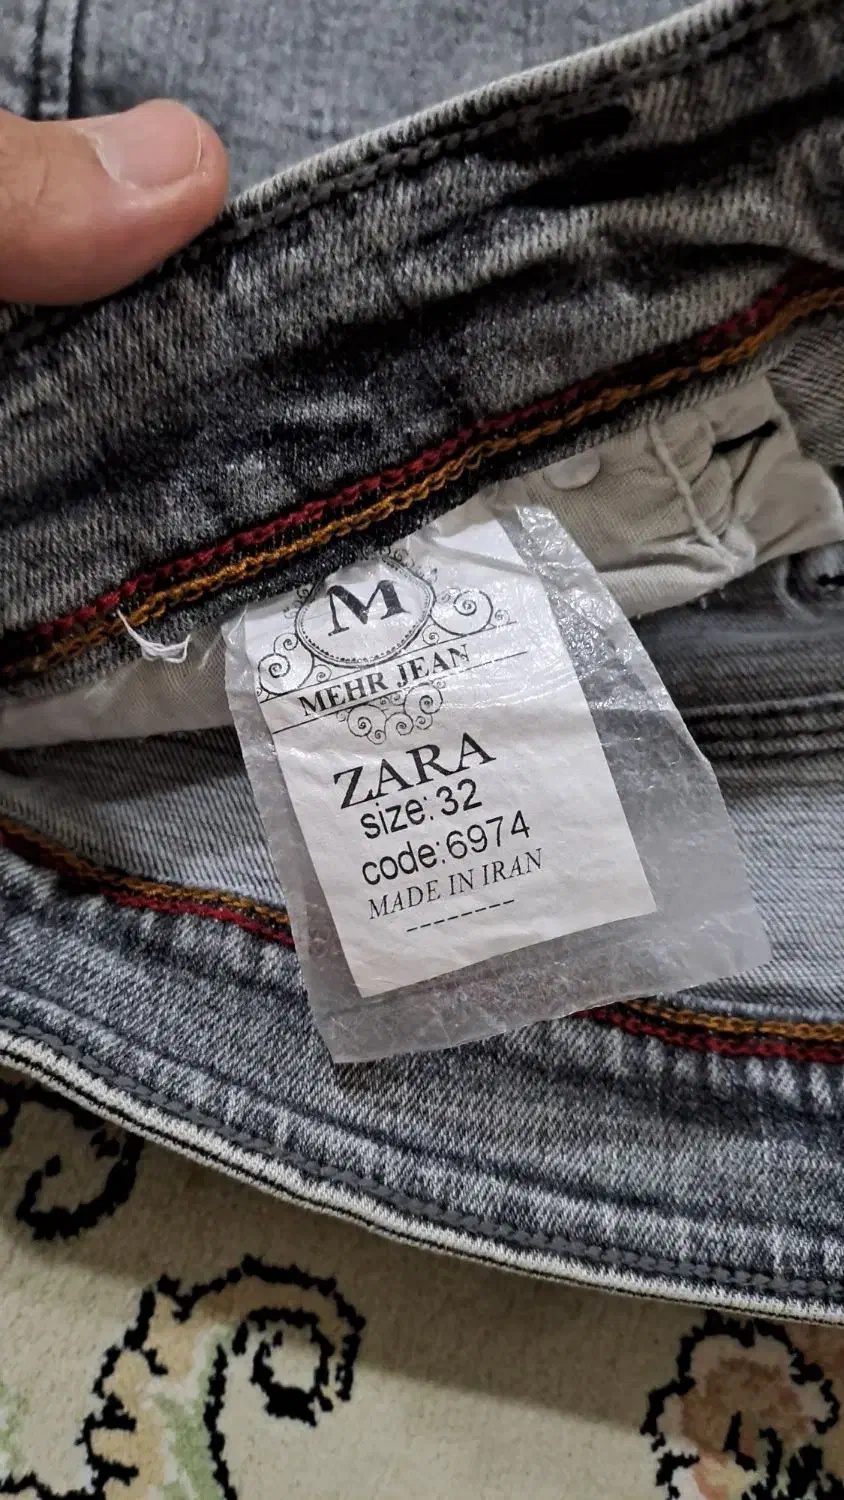 M
MEHR JEAN
ZARA
size:32
code:6974
MADE IN IRAN
--------